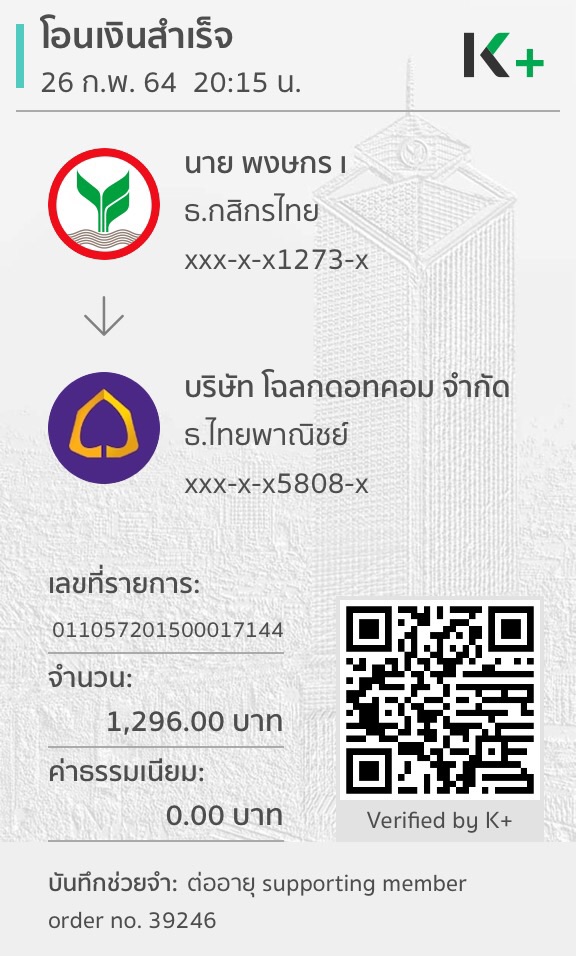 โอนเงินสำเร็จ
26 ก.พ. 64 20:15 น.
K+
นาย พงษกร เ
ธ.กสิกรไทย
xxx-x-x1273-x
บริษัท โฉลกดอทคอม จำกัด
ธ.ไทยพาณิชย์
xxx-x-x5808-x
เลขที่รายการ:
011057201500017144
จำนวน:
1,296.00 บาท
ค่าธรรมเนียม:
0.00 บาท
Verified by K+
บันทึกช่วยจำ: ต่ออายุ supporting member
order no. 39246